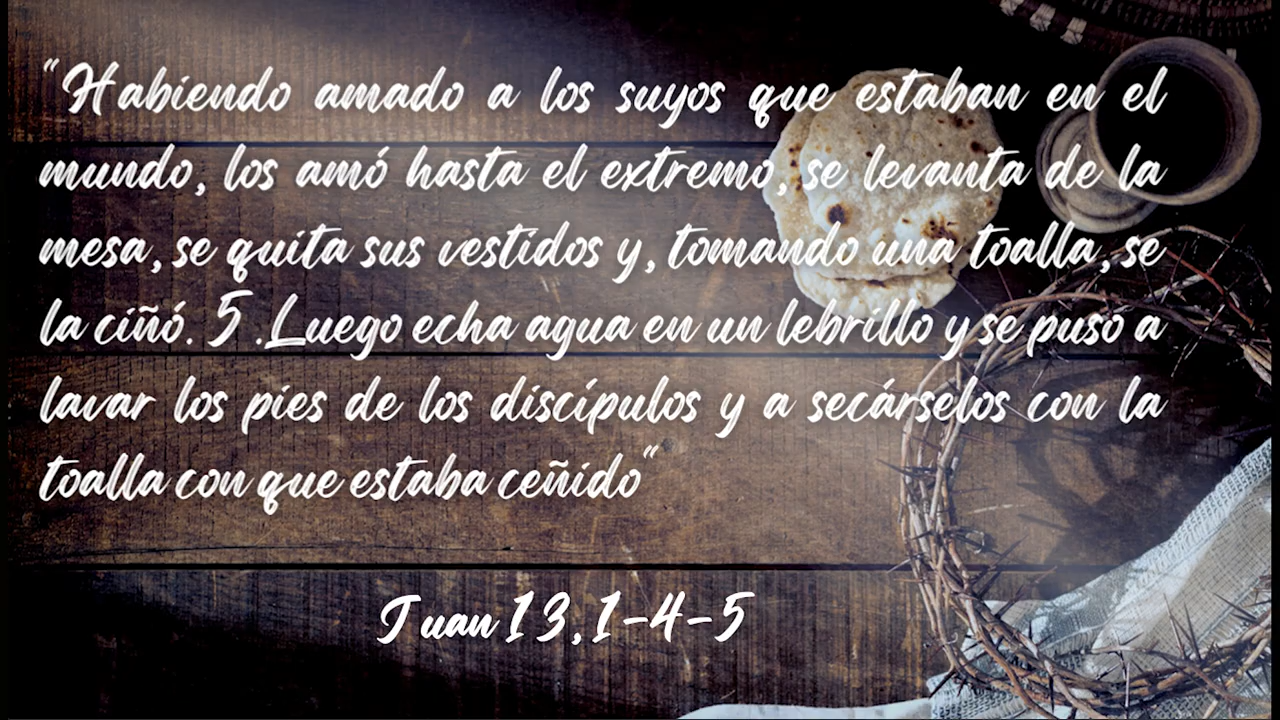 “Habiendo amado a los suyos que estaban en el
mundo, los amó hasta el extremo, se levanta de la
mesa, se quita sus vestidos y, tomando una toalla, se
la ciñó. 5 .Luego echa agua en un lebrillo y se puso a
lavar los pies de los discípulos y a secárselos con la
toalla con que estaba ceñido“
Juan 13,1-4-5